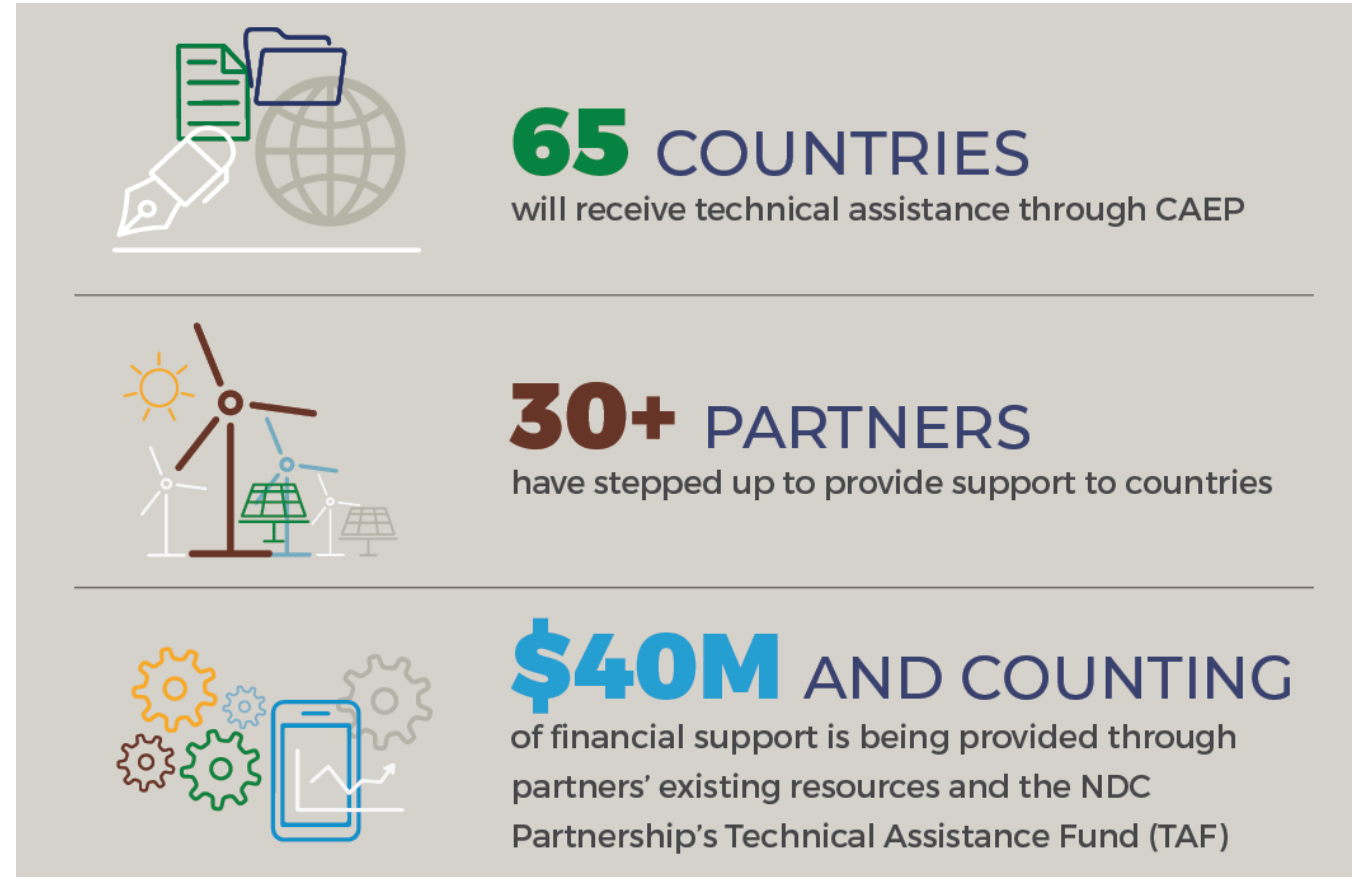 65 COUNTRIES
will receive technical assistance through CAEP
30+ PARTNERS
have stepped up to provide support to countries
$40M AND COUNTING
of financial support is being provided through
partners’ existing resources and the NDC
Partnership’s Technical Assistance Fund (TAF)